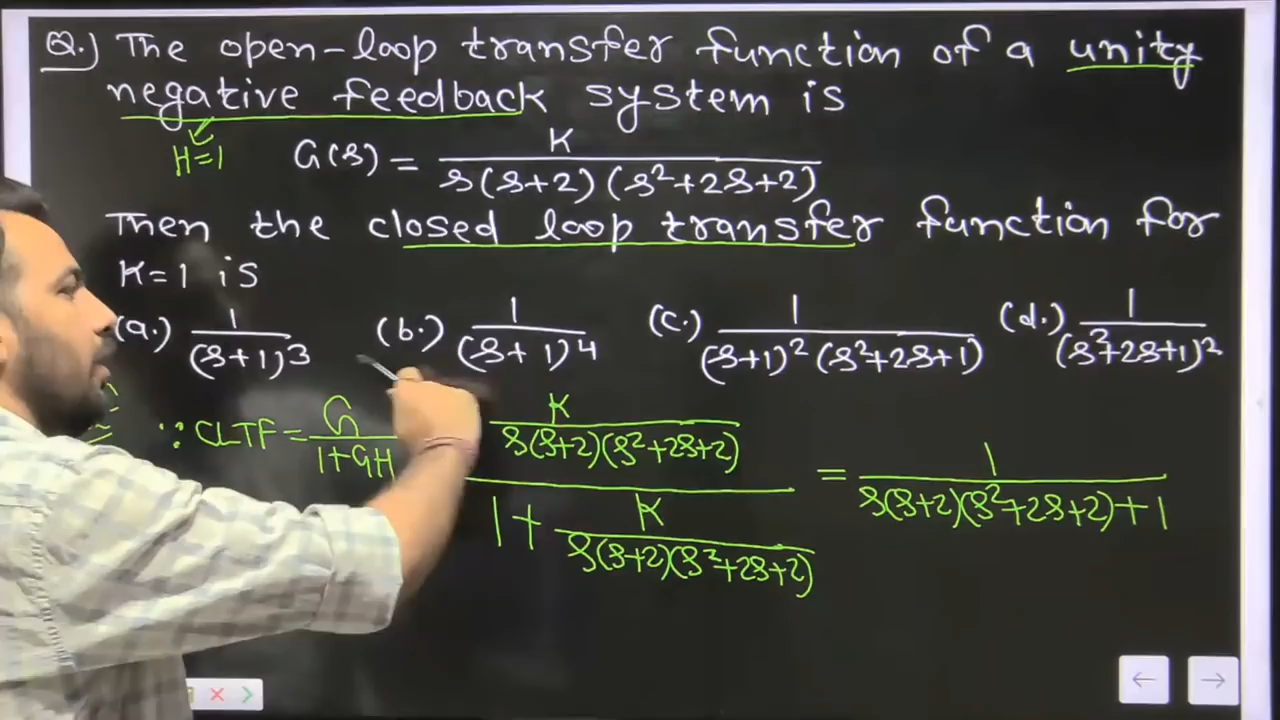 Q.) The open-loop transfer function of a unity
negative feedback system is
H=1 G(s) = K / s(s+2)(s²+2s+2)
Then the closed loop transfer function for
K=1 is
(a.) 1/(s+1)³ (b.) 1/(s+1)⁴ (c.) 1/(s+1)²(s²+2s+1) (d.) 1/(s²+2s+1)²
∵ CLTF = G/1+GH K/s(s+2)(s²+2s+2) / 1+ K/s(s+2)(s²+2s+2) = 1/s(s+2)(s²+2s+2)+1